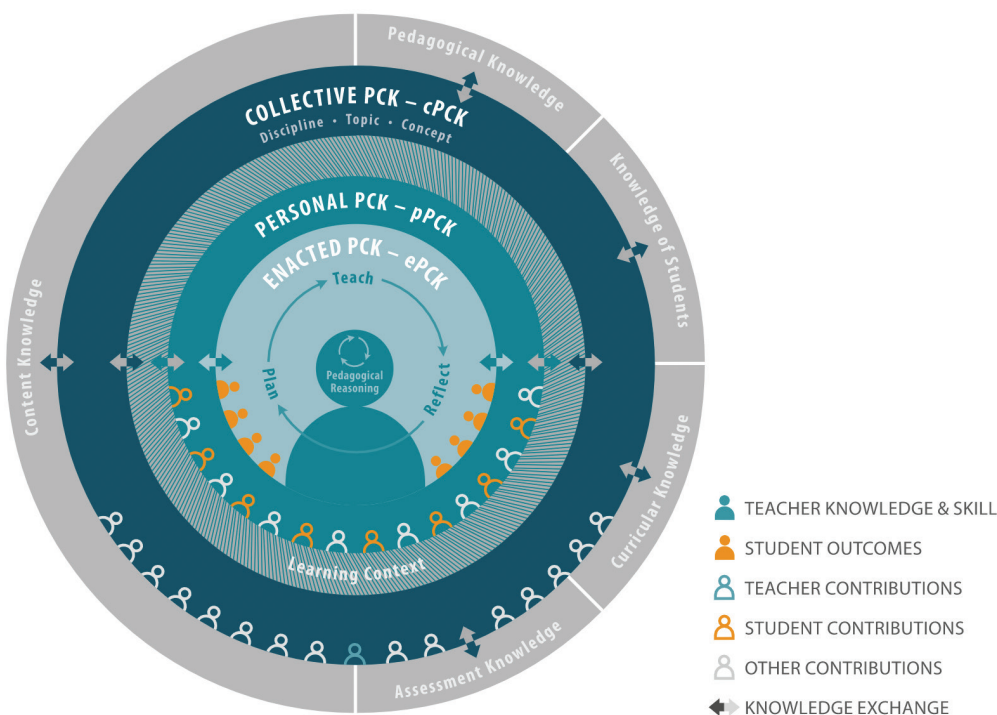 Pedagogical Knowledge
COLLECTIVE PCK – cPCK
Discipline • Topic • Concept
Knowledge of Students
PERSONAL PCK – pPCK
ENACTED PCK – ePCK
Teach
Content Knowledge
Pedagogical
Reasoning
Plan
Reflect
Curricular Knowledge
Learning Context
Assessment Knowledge
TEACHER KNOWLEDGE & SKILL
STUDENT OUTCOMES
TEACHER CONTRIBUTIONS
STUDENT CONTRIBUTIONS
OTHER CONTRIBUTIONS
KNOWLEDGE EXCHANGE